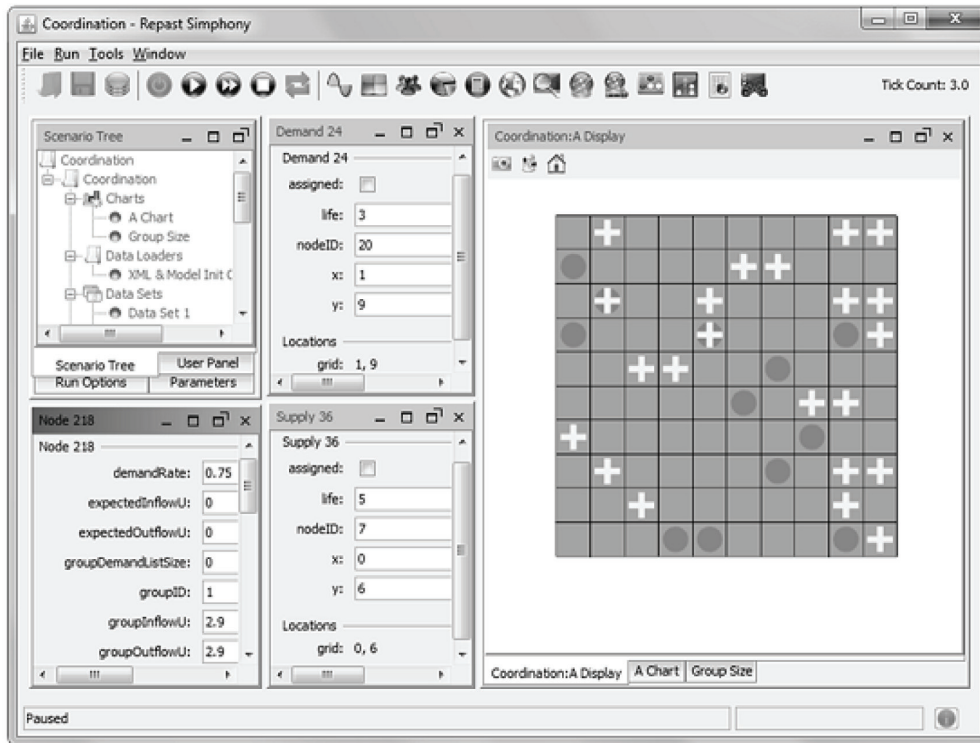 Coordination - Repast Simphony
File Run Tools Window
Tick Count: 3.0
Scenario Tree
Coordination
Coordination
Charts
A Chart
Group Size
Data Loaders
XML & Model Init C
Data Sets
Data Set 1
Scenario Tree
User Panel
Run Options
Parameters
Demand 24
Demand 24
assigned:
life: 3
nodeID: 20
x: 1
y: 9
Locations
grid: 1, 9
Node 218
Node 218
demandRate: 0.75
expectedInflowU: 0
expectedOutflowU: 0
groupDemandListSize: 0
groupID: 1
groupInflowU: 2.9
groupOutflowU: 2.9
Supply 36
Supply 36
assigned:
life: 5
nodeID: 7
x: 0
y: 6
Locations
grid: 0, 6
Coordination:A Display
Coordination:A Display
A Chart
Group Size
Paused